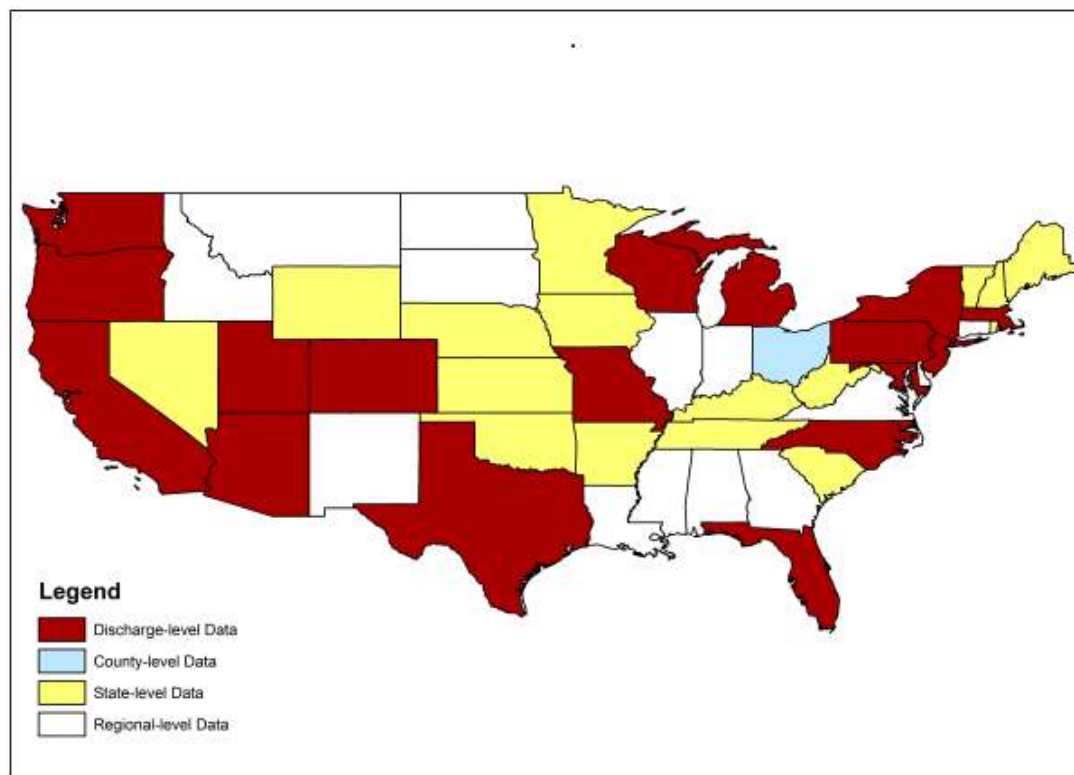 Legend
Discharge-level Data
County-level Data
State-level Data
Regional-level Data